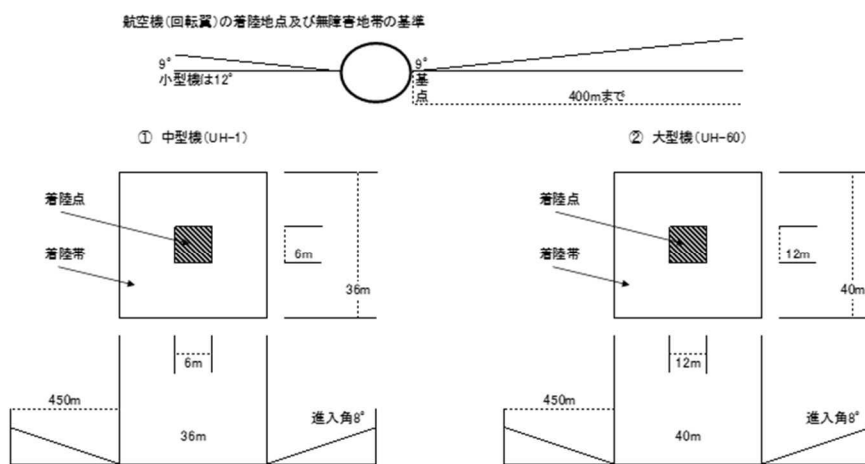 航空機(回転翼)の着陸地点及び無障害地帯の基準
9°
小型機は12°
9°
基点
400mまで
① 中型機(UH-1)
② 大型機(UH-60)
着陸点
着陸帯
6m
36m
6m
450m
36m
進入角8°
着陸点
着陸帯
12m
40m
12m
450m
40m
進入角8°